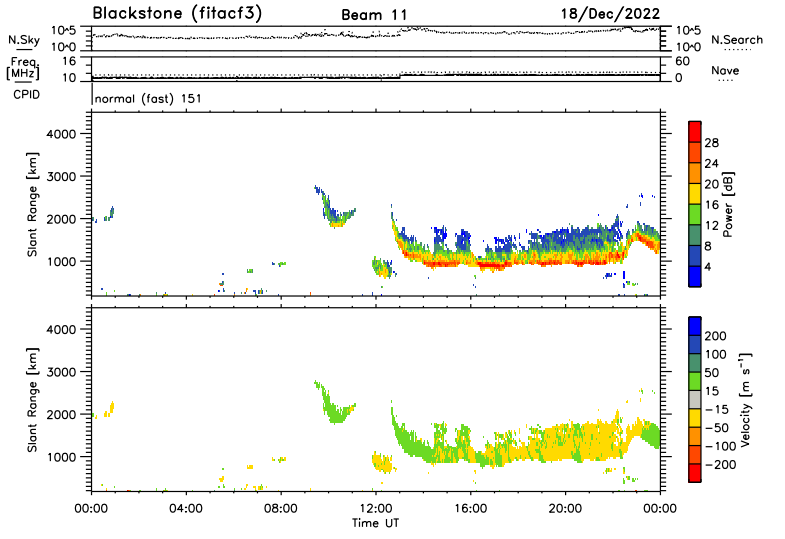 Blackstone (fitacf3) Beam 11 18/Dec/2022
N.Sky 10^5 10^0 10^5 10^0 N.Search
Freq. [MHz] 16 10 60 0 Nave
CPID normal (fast) 151
Slant Range [km]
4000
3000
2000
1000
Power [dB]
28
24
20
16
12
8
4
Slant Range [km]
4000
3000
2000
1000
Velocity [m s⁻¹]
200
100
50
15
-15
-50
-100
-200
00:00 04:00 08:00 12:00 16:00 20:00 00:00
Time UT